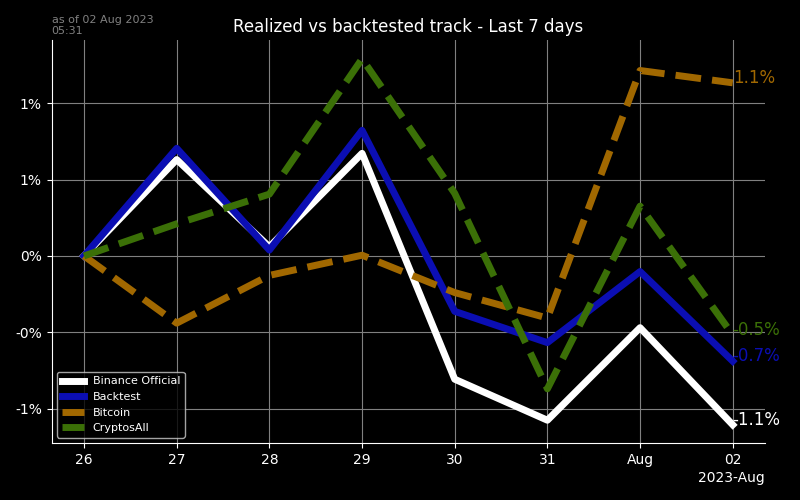 as of 02 Aug 2023
05:31
Realized vs backtested track - Last 7 days
1%
1%
0%
-0%
-1%
1.1%
-0.5%
-0.7%
-1.1%
Binance Official
Backtest
Bitcoin
CryptosAll
26 27 28 29 30 31 Aug 02
2023-Aug